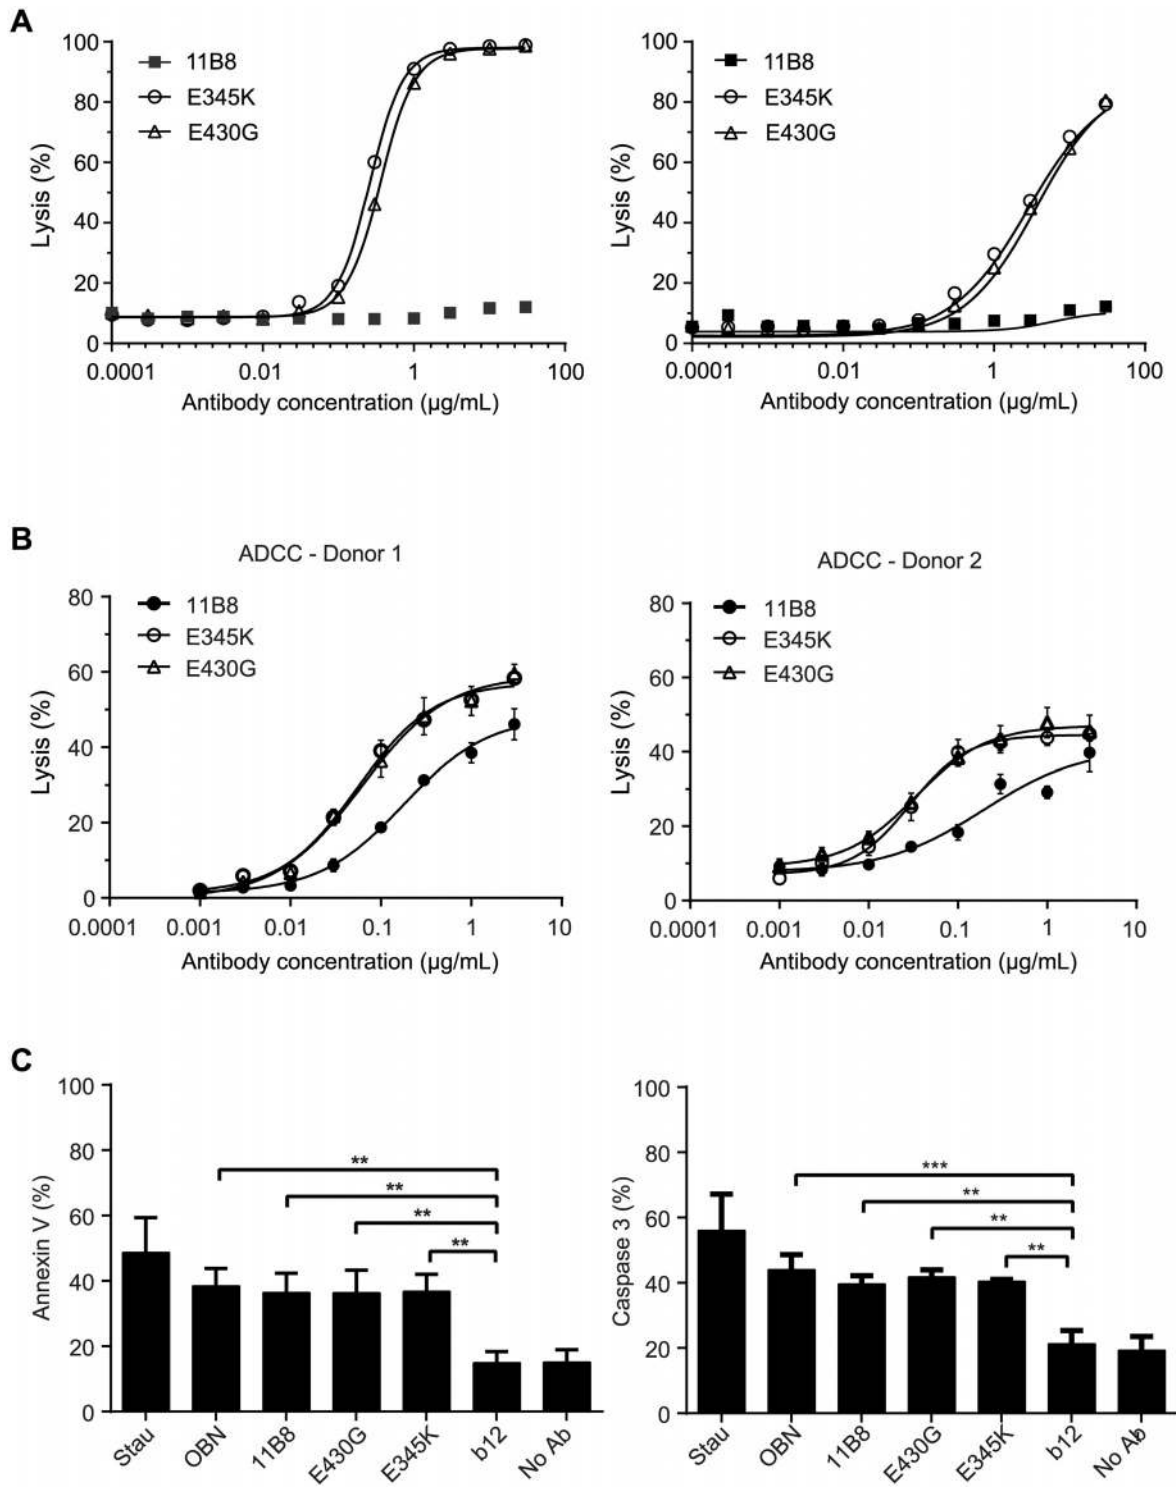 A
100
80
60
40
20
0
Lysis (%)
11B8
E345K
E430G
0.0001
0.01
1
100
Antibody concentration (µg/mL)
100
80
60
40
20
0
Lysis (%)
11B8
E345K
E430G
0.0001
0.01
1
100
Antibody concentration (µg/mL)
B
ADCC - Donor 1
80
60
40
20
0
Lysis (%)
11B8
E345K
E430G
0.0001
0.001
0.01
0.1
1
10
Antibody concentration (µg/mL)
ADCC - Donor 2
80
60
40
20
0
Lysis (%)
11B8
E345K
E430G
0.0001
0.001
0.01
0.1
1
10
Antibody concentration (µg/mL)
C
100
80
60
40
20
0
Annexin V (%)
**
**
**
**
Stau
OBN
11B8
E430G
E345K
b12
No Ab
100
80
60
40
20
0
Caspase 3 (%)
***
**
**
**
Stau
OBN
11B8
E430G
E345K
b12
No Ab